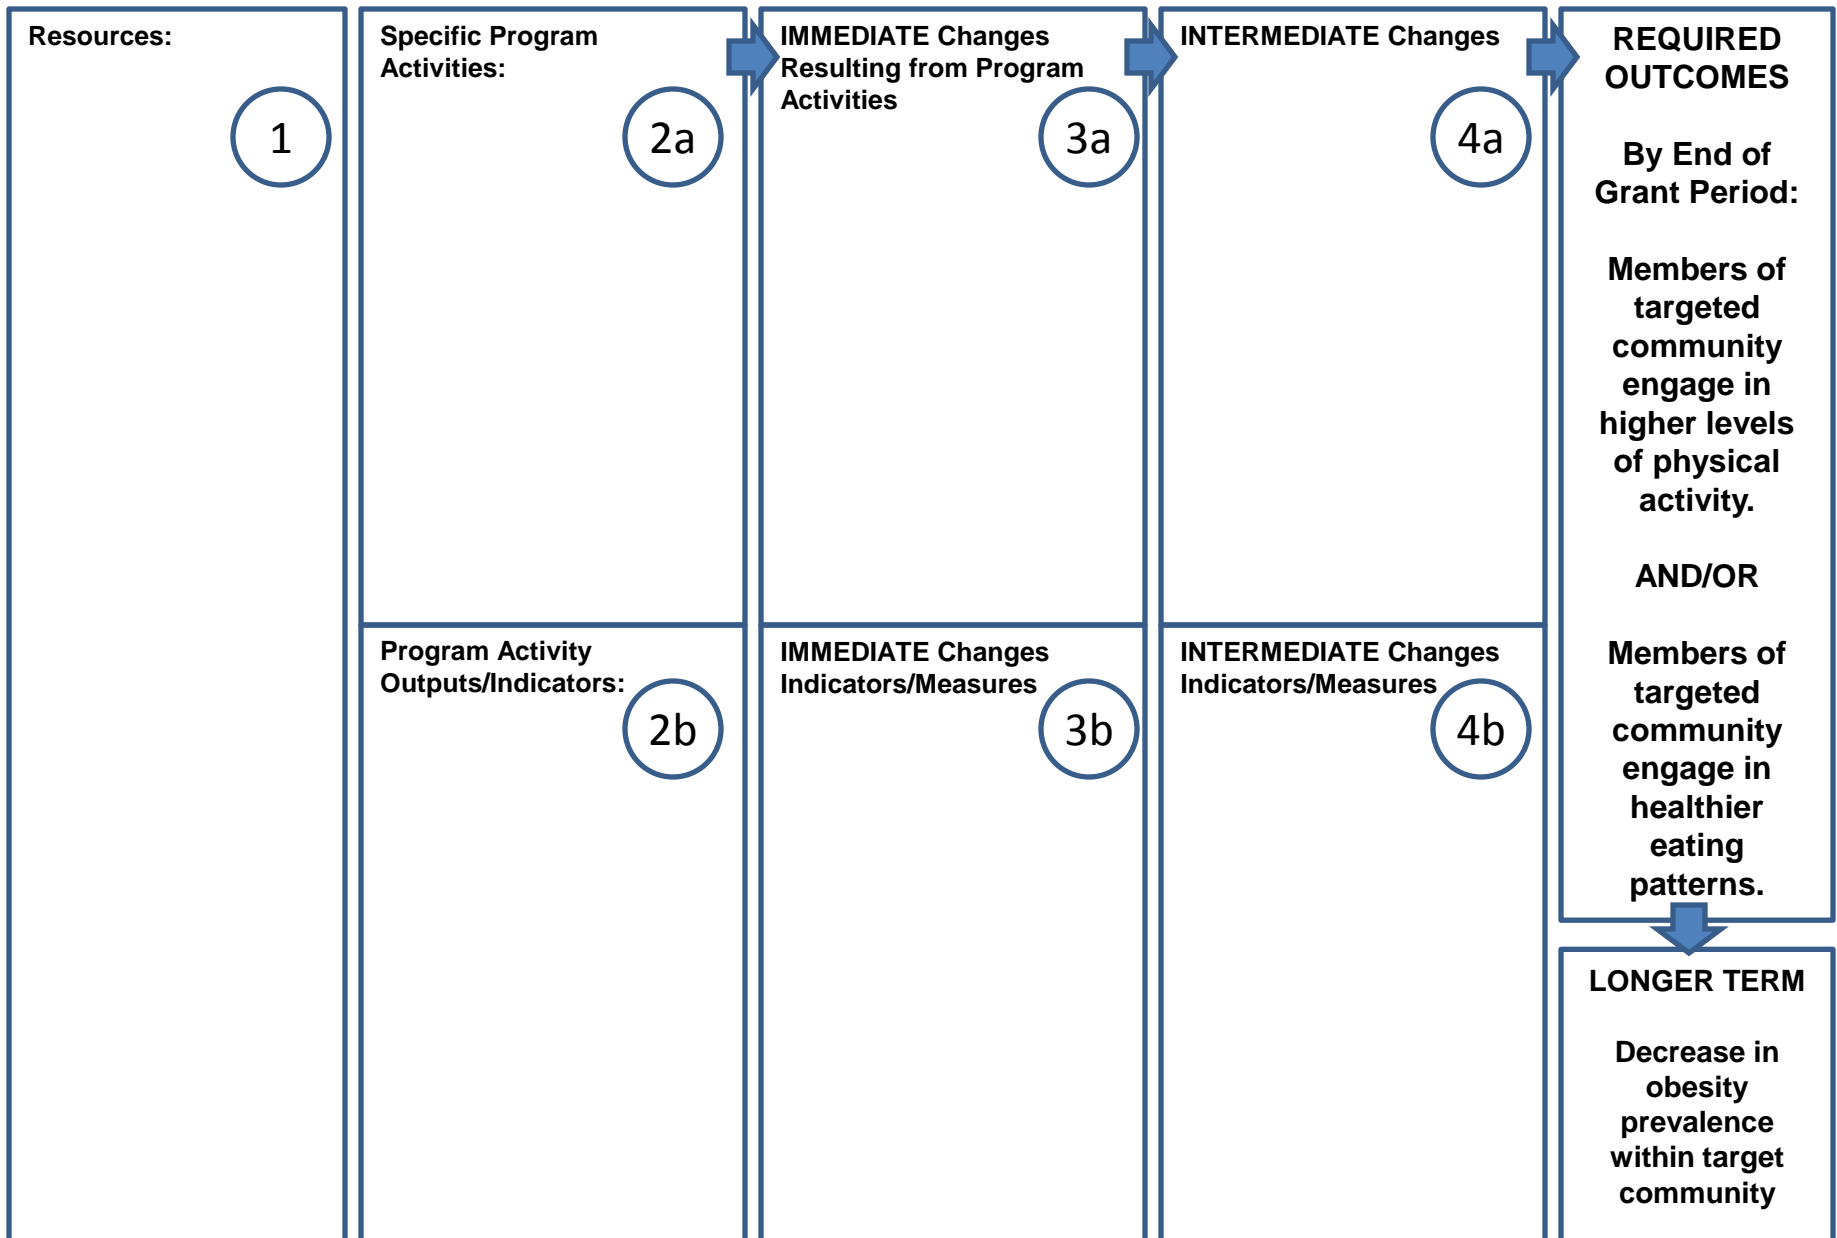 Resources:
1
Specific Program
Activities:
2a
IMMEDIATE Changes
Resulting from Program
Activities
3a
INTERMEDIATE Changes
4a
Program Activity
Outputs/Indicators:
2b
IMMEDIATE Changes
Indicators/Measures
3b
INTERMEDIATE Changes
Indicators/Measures
4b
REQUIRED
OUTCOMES
By End of
Grant Period:
Members of
targeted
community
engage in
higher levels
of physical
activity.
AND/OR
Members of
targeted
community
engage in
healthier
eating
patterns.
LONGER TERM
Decrease in
obesity
prevalence
within target
community